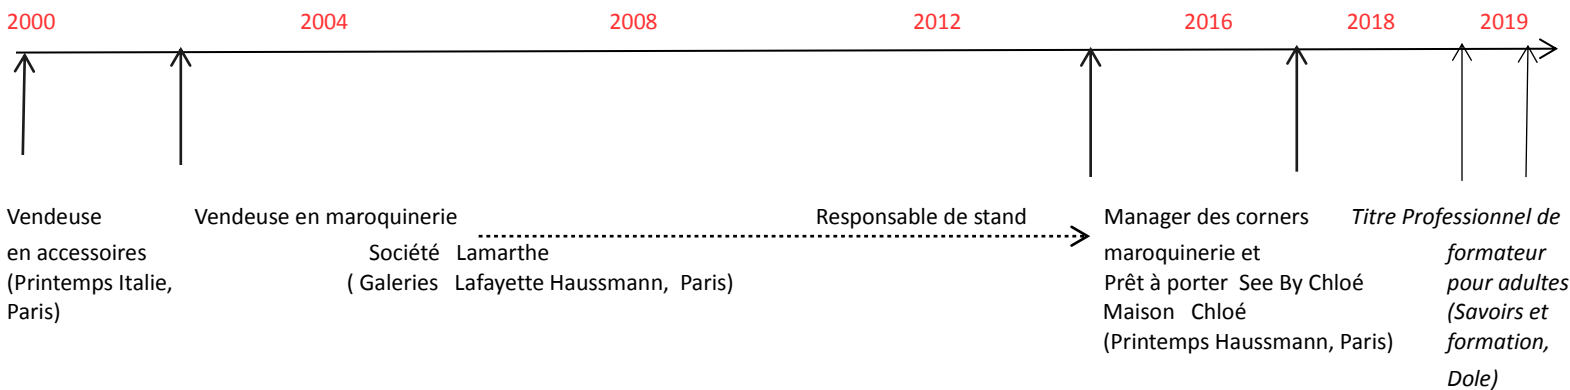 2000 2004 2008 2012 2016 2018 2019
Vendeuse
en accessoires
(Printemps Italie,
Paris)
Vendeuse en maroquinerie
Société Lamarthe
( Galeries Lafayette Haussmann, Paris)
Responsable de stand
Manager des corners
maroquinerie et
Prêt à porter See By Chloé
Maison Chloé
(Printemps Haussmann, Paris)
Titre Professionnel de
formateur
pour adultes
(Savoirs et
formation,
Dole)